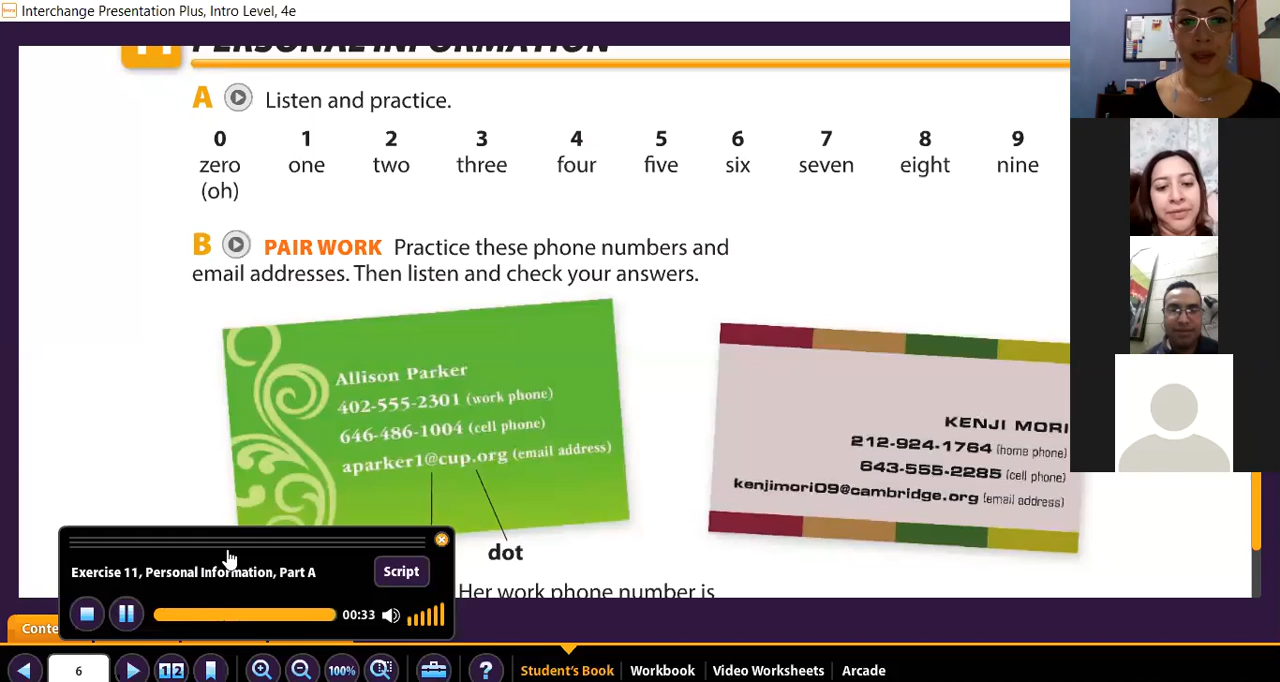 Interchange Presentation Plus, Intro Level, 4e
11 PERSONAL INFORMATION
A Listen and practice.
0 1 2 3 4 5 6 7 8 9
zero one two three four five six seven eight nine
(oh)
B PAIR WORK Practice these phone numbers and
email addresses. Then listen and check your answers.
Allison Parker
402-555-2301 (work phone)
646-486-1004 (cell phone)
aparker1@cup.org (email address)
KENJI MORI
212-924-1764 (home phone)
643-555-2285 (cell phone)
kenjimori09@cambridge.org (email address)
dot
Her work phone number is
Exercise 11, Personal Information, Part A
Script
00:33
Conte
6
12
100%
?
Student's Book
Workbook
Video Worksheets
Arcade